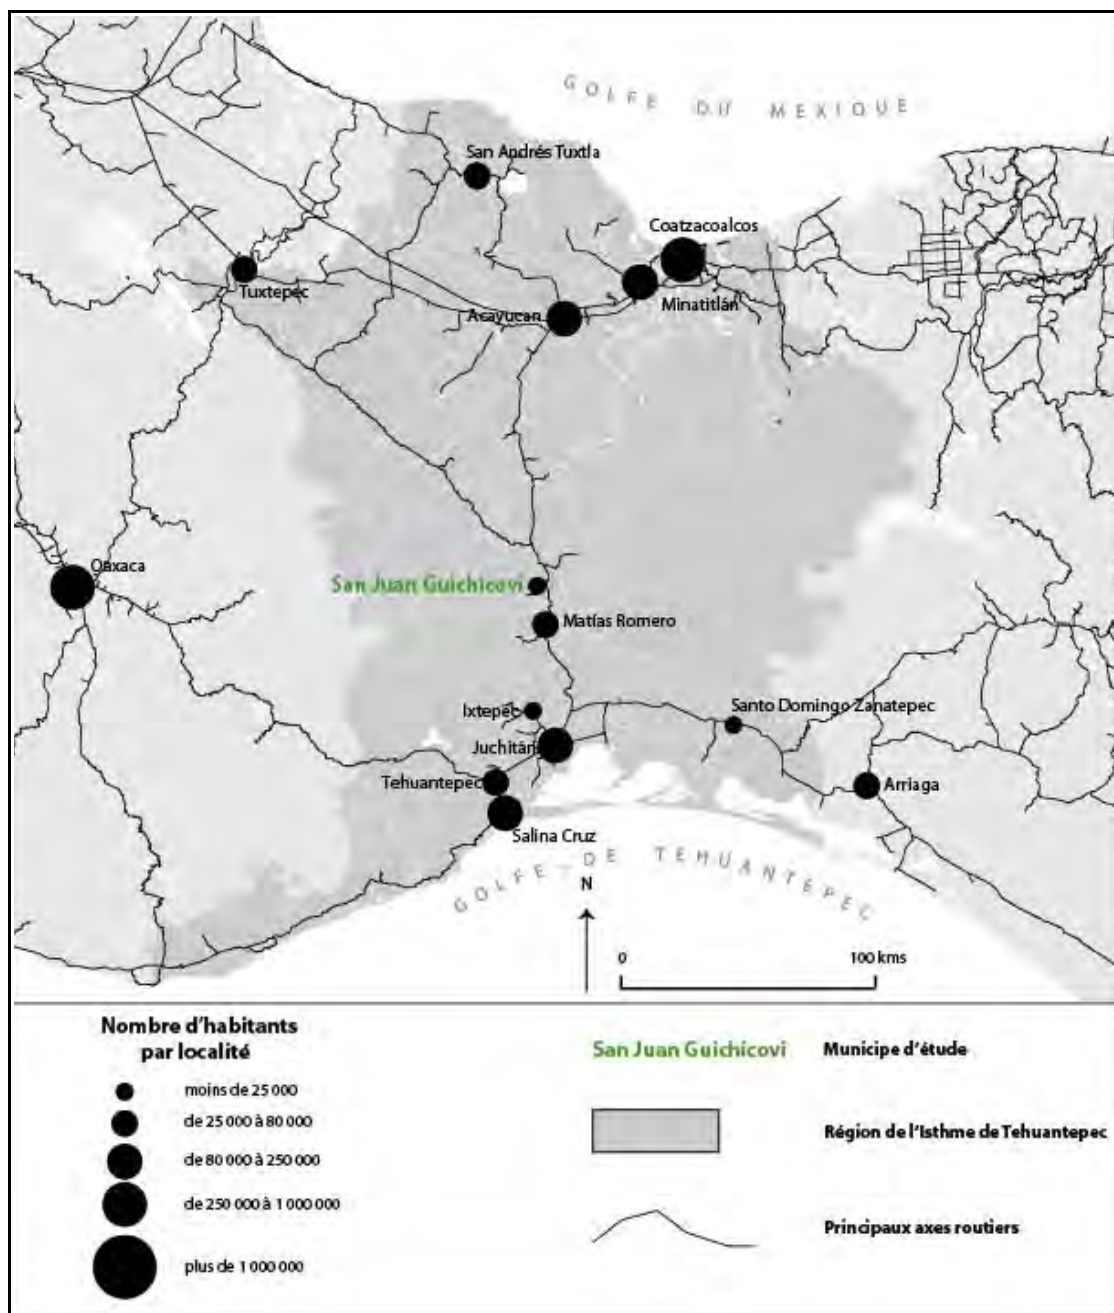 GOLFE DU MEXIQUE
San Andrés Tuxtla
Coatzacoalcos
Tuxtepec
Minatitlán
Acayucan
Oaxaca
San Juan Guichicovi
Matías Romero
Ixtepec
Santo Domingo Zanatepec
Juchitán
Tehuantepec
Arriaga
Salina Cruz
GOLFE DE TEHUANTEPEC
N
0 100 kms
Nombre d'habitants
par localité
moins de 25 000
de 25 000 à 80 000
de 80 000 à 250 000
de 250 000 à 1 000 000
plus de 1 000 000
San Juan Guichicovi Municipe d'étude
Région de l'Isthme de Tehuantepec
Principaux axes routiers